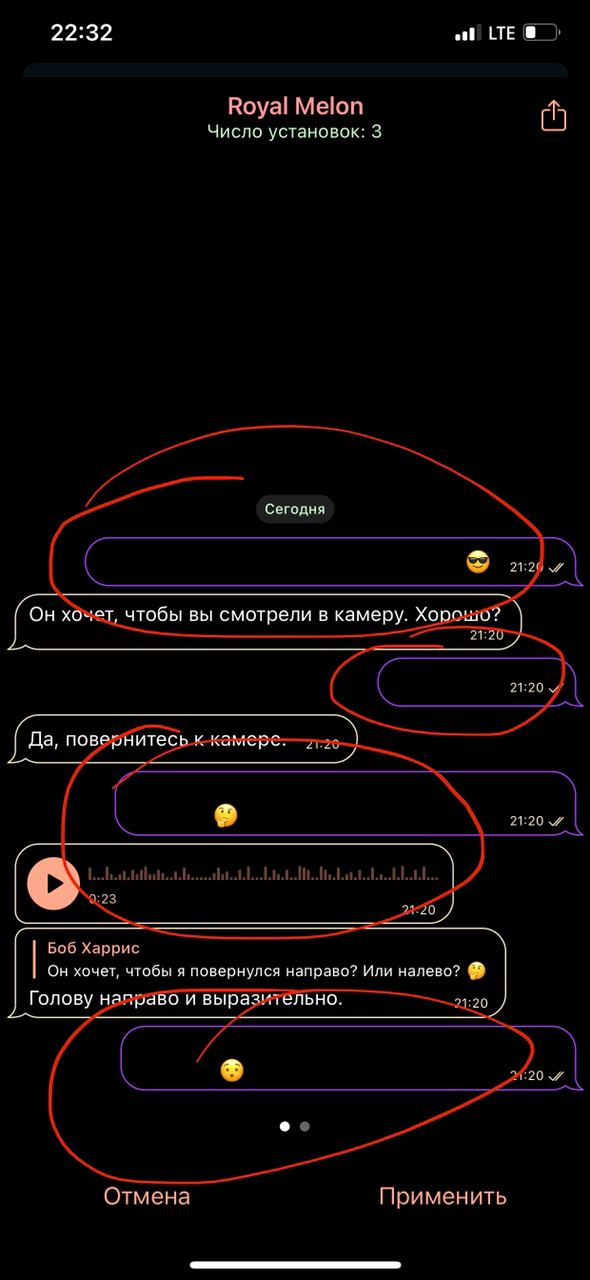 22:32
LTE
Royal Melon
Число установок: 3
Сегодня
😎 21:20
Он хочет, чтобы вы смотрели в камеру. Хорошо?
21:20
21:20
Да, повернитесь к камере. 21:20
🤔 21:20
0:23 21:20
Боб Харрис
Он хочет, чтобы я повернулся направо? Или налево? 🤔
Голову направо и выразительно. 21:20
😯 21:20
Отмена Применить